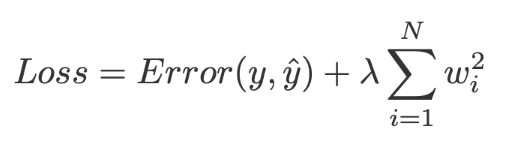 Loss = Error(y, ŷ) + λ ∑_{i=1}^{N} w_i^2